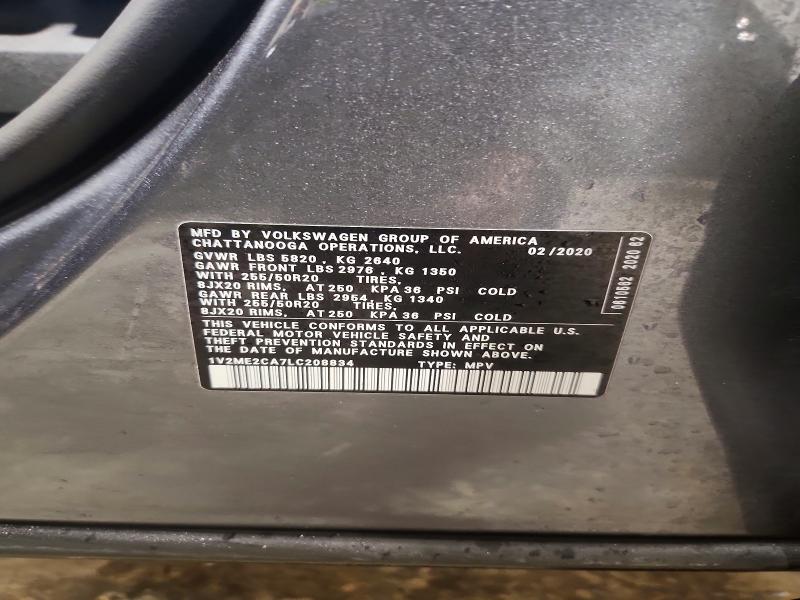 MFD BY VOLKSWAGEN GROUP OF AMERICA
CHATTANOOGA OPERATIONS, LLC. 02/2020
GVWR LBS 5820 , KG 2640
GAWR FRONT LBS 2976 , KG 1350
WITH 255/50R20 TIRES,
8JX20 RIMS, AT 250 KPA 36 PSI COLD
GAWR REAR LBS 2954 , KG 1340
WITH 255/50R20 TIRES,
8JX20 RIMS, AT 250 KPA 36 PSI COLD
THIS VEHICLE CONFORMS TO ALL APPLICABLE U.S.
FEDERAL MOTOR VEHICLE SAFETY AND
THEFT PREVENTION STANDARDS IN EFFECT ON
THE DATE OF MANUFACTURE SHOWN ABOVE.
1V2ME2CA7LC208834 TYPE: MPV
0810582 2020 82